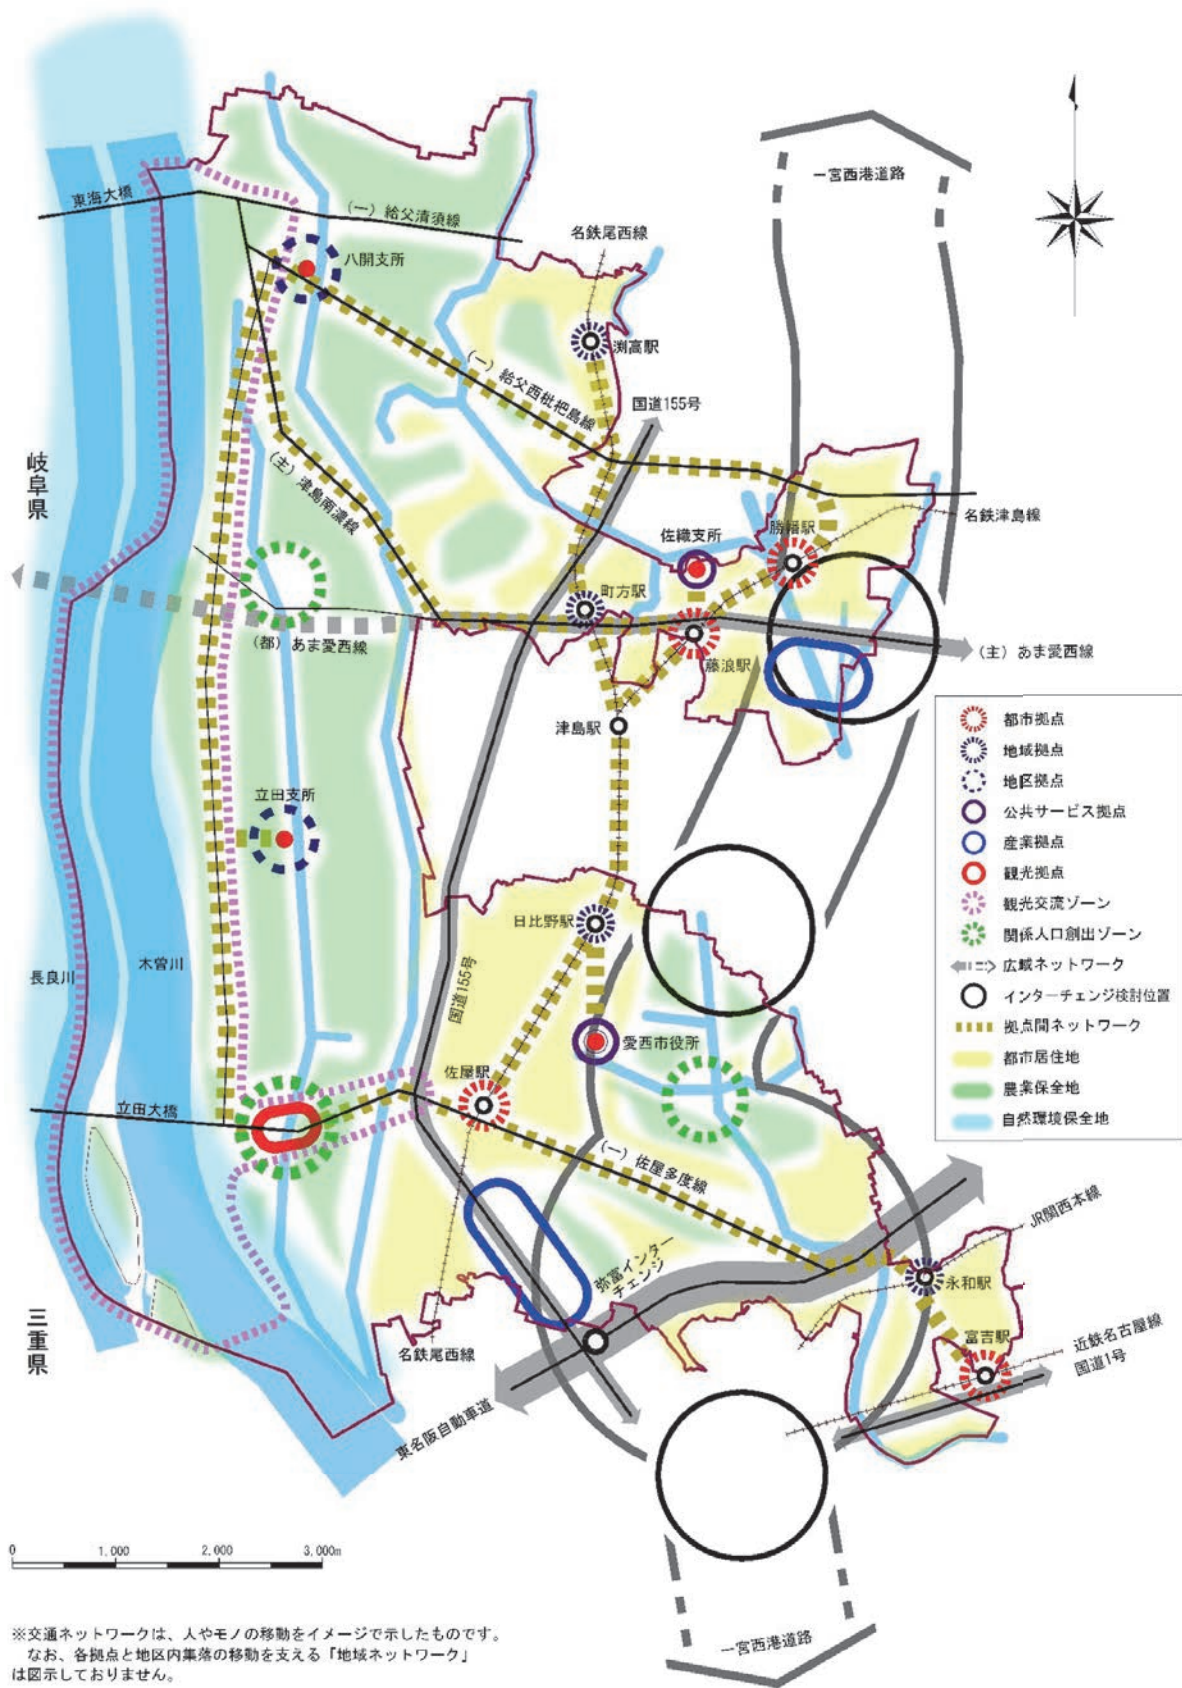 一宮西港道路
東海大橋
(一)給父清須線
名鉄尾西線
八開支所
渕高駅
(一)給父西枇杷島線
国道155号
岐阜県
(主)津島南濃線
名鉄津島線
佐織支所
勝幡駅
町方駅
(都)あま愛西線
藤浪駅
(主)あま愛西線
津島駅
立田支所
都市拠点
地域拠点
地区拠点
公共サービス拠点
産業拠点
観光拠点
観光交流ゾーン
関係人口創出ゾーン
広域ネットワーク
インターチェンジ検討位置
拠点間ネットワーク
都市居住地
農業保全地
自然環境保全地
日比野駅
長良川
木曽川
国道155号
愛西市役所
佐屋駅
立田大橋
(一)佐屋多度線
JR関西本線
弥富インター
チェンジ
永和駅
三重県
富吉駅
近鉄名古屋線
国道1号
名鉄尾西線
東名阪自動車道
0 1,000 2,000 3,000m
一宮西港道路
※交通ネットワークは、人やモノの移動をイメージで示したものです。
なお、各拠点と地区内集落の移動を支える「地域ネットワーク」
は図示しておりません。